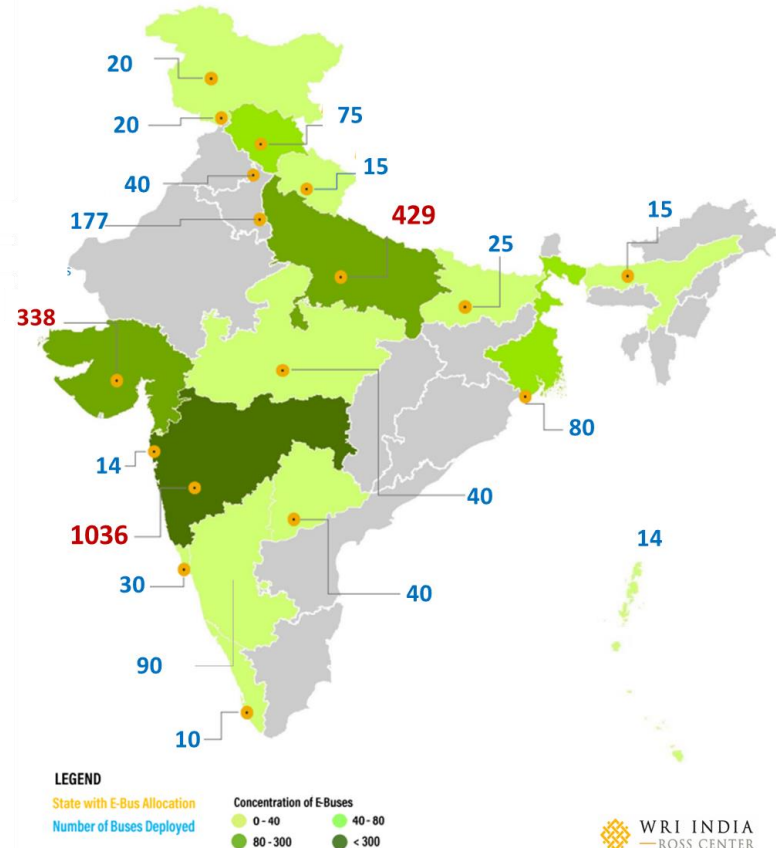 20
20
75
40
15
177
429
15
25
s
338
80
14
40
1036
14
30
40
90
10
LEGEND
State with E-Bus Allocation
Number of Buses Deployed
Concentration of E-Buses
0 - 40
40 - 80
80 - 300
< 300
WRI INDIA
ROSS CENTER